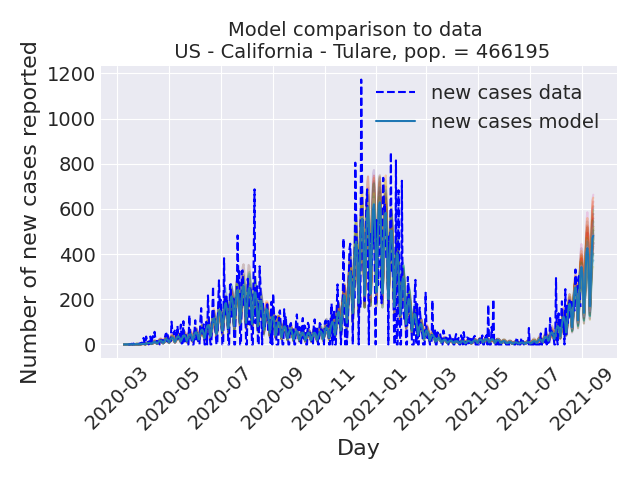 Model comparison to data
US - California - Tulare, pop. = 466195
Number of new cases reported
1200
1000
800
600
400
200
0
new cases data
new cases model
2020-03
2020-05
2020-07
2020-09
2020-11
2021-01
2021-03
2021-05
2021-07
2021-09
Day